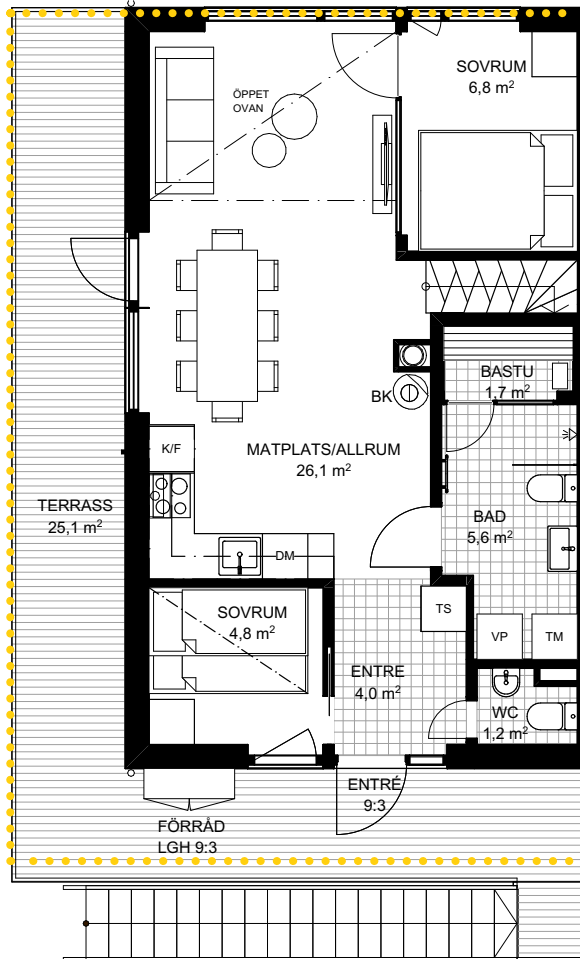 SOVRUM
6,8 m²
ÖPPET
OVAN
BASTU
1,7 m²
BK
K/F
MATPLATS/ALLRUM
26,1 m²
TERRASS
25,1 m²
BAD
5,6 m²
DM
SOVRUM
4,8 m²
TS
VP
TM
ENTRE
4,0 m²
WC
1,2 m²
ENTRÉ
9:3
FÖRRÅD
LGH 9:3